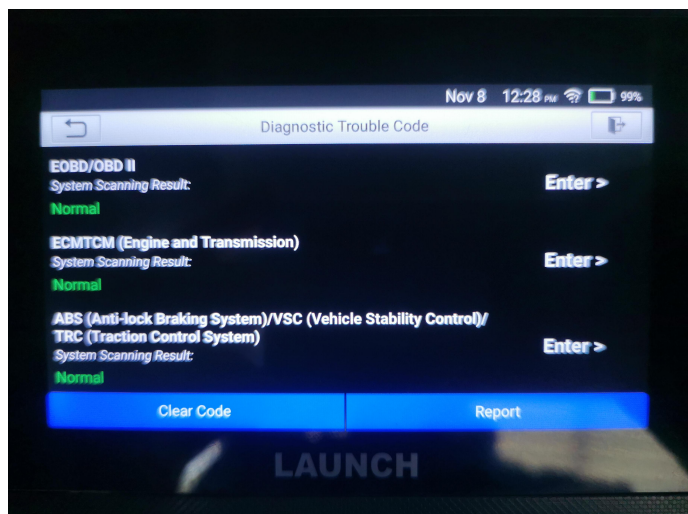 Nov 8 12:28 PM 99%
Diagnostic Trouble Code
EOBD/OBD II
System Scanning Result:
Enter >
Normal
ECMTCM (Engine and Transmission)
System Scanning Result:
Enter >
Normal
ABS (Anti-lock Braking System)/VSC (Vehicle Stability Control)/
TRC (Traction Control System)
System Scanning Result:
Enter >
Normal
Clear Code Report
LAUNCH